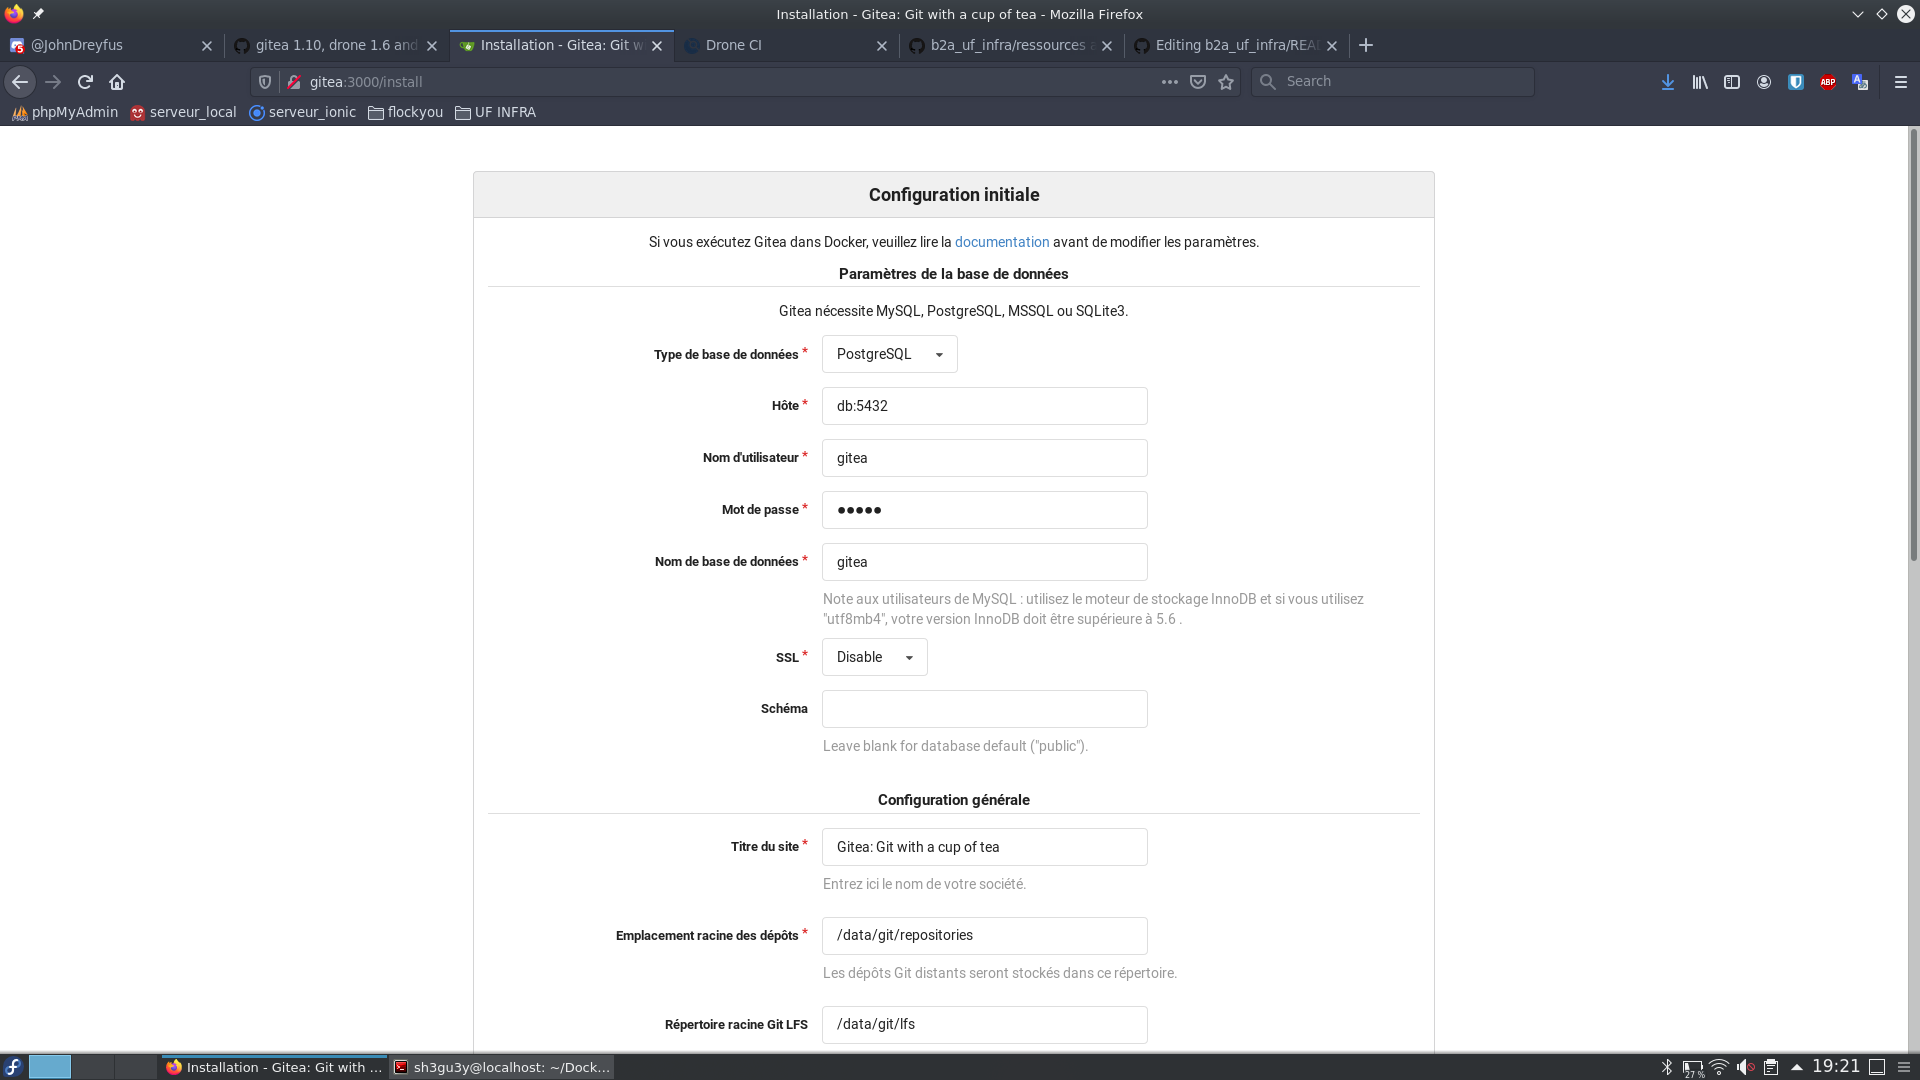 Installation - Gitea: Git with a cup of tea - Mozilla Firefox
@JohnDreyfus
gitea 1.10, drone 1.6 and
Installation - Gitea: Git w
Drone CI
b2a_uf_infra/ressources a
Editing b2a_uf_infra/REA
gitea:3000/install
Search
ABP
phpMyAdmin
serveur_local
serveur_ionic
flockyou
UF INFRA
Configuration initiale
Si vous exécutez Gitea dans Docker, veuillez lire la documentation avant de modifier les paramètres.
Paramètres de la base de données
Gitea nécessite MySQL, PostgreSQL, MSSQL ou SQLite3.
Type de base de données *
PostgreSQL
Hôte *
db:5432
Nom d'utilisateur *
gitea
Mot de passe *
●●●●●
Nom de base de données *
gitea
Note aux utilisateurs de MySQL : utilisez le moteur de stockage InnoDB et si vous utilisez
"utf8mb4", votre version InnoDB doit être supérieure à 5.6 .
SSL *
Disable
Schéma
Leave blank for database default ("public").
Configuration générale
Titre du site *
Gitea: Git with a cup of tea
Entrez ici le nom de votre société.
Emplacement racine des dépôts *
/data/git/repositories
Les dépôts Git distants seront stockés dans ce répertoire.
Répertoire racine Git LFS
/data/git/lfs
Installation - Gitea: Git with ...
sh3gu3y@localhost: ~/Dock...
27 %
19:21